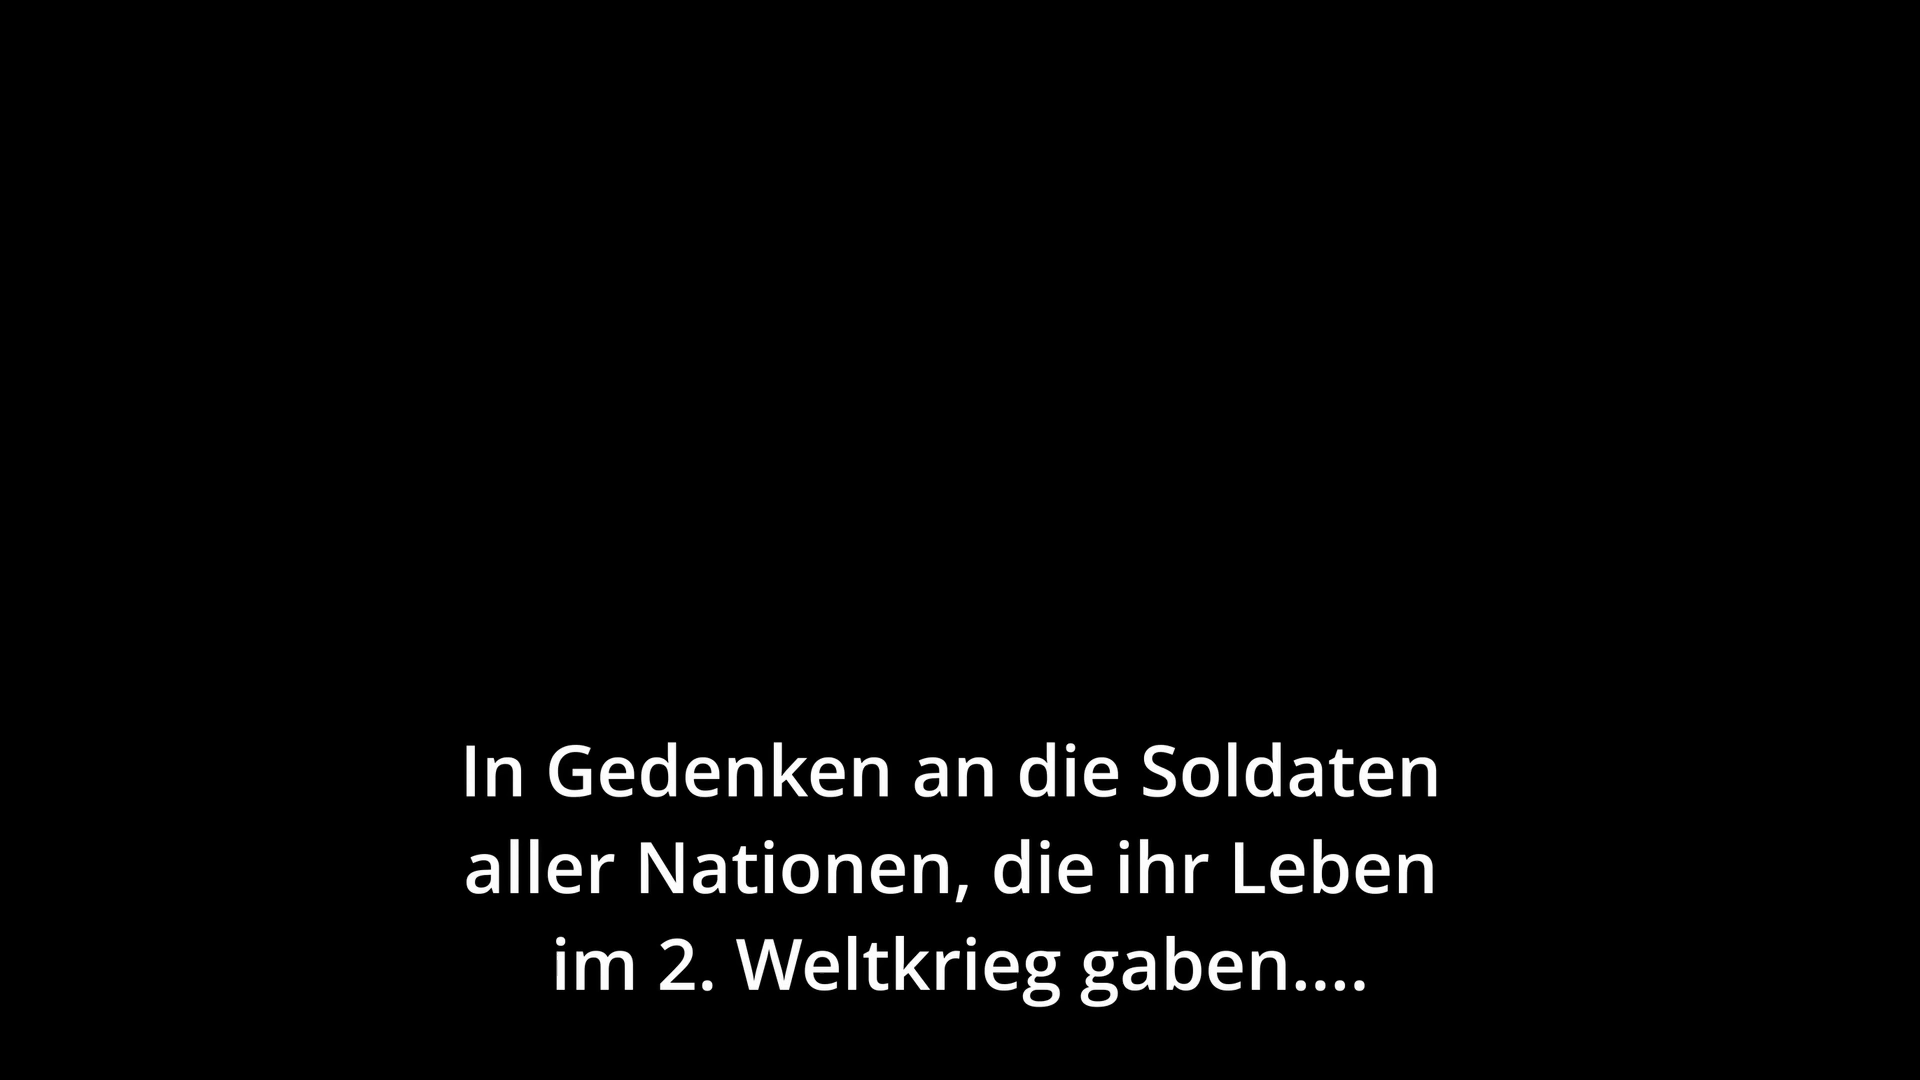 In Gedenken an die Soldaten
aller Nationen, die ihr Leben
im 2. Weltkrieg gaben....